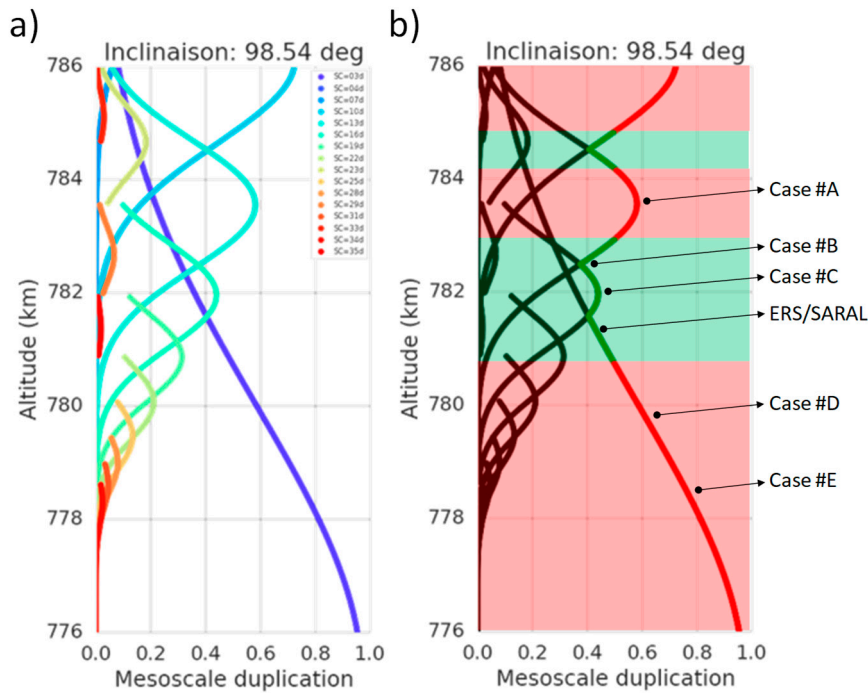 a)
Inclinaison: 98.54 deg
786
784
782
780
778
776
Altitude (km)
0.0 0.2 0.4 0.6 0.8 1.0
Mesoscale duplication
SC=03d
SC=04d
SC=07d
SC=10d
SC=13d
SC=16d
SC=19d
SC=22d
SC=23d
SC=25d
SC=28d
SC=29d
SC=31d
SC=33d
SC=34d
SC=35d
b)
Inclinaison: 98.54 deg
786
784
782
780
778
776
Altitude (km)
0.0 0.2 0.4 0.6 0.8 1.0
Mesoscale duplication
Case #A
Case #B
Case #C
ERS/SARAL
Case #D
Case #E